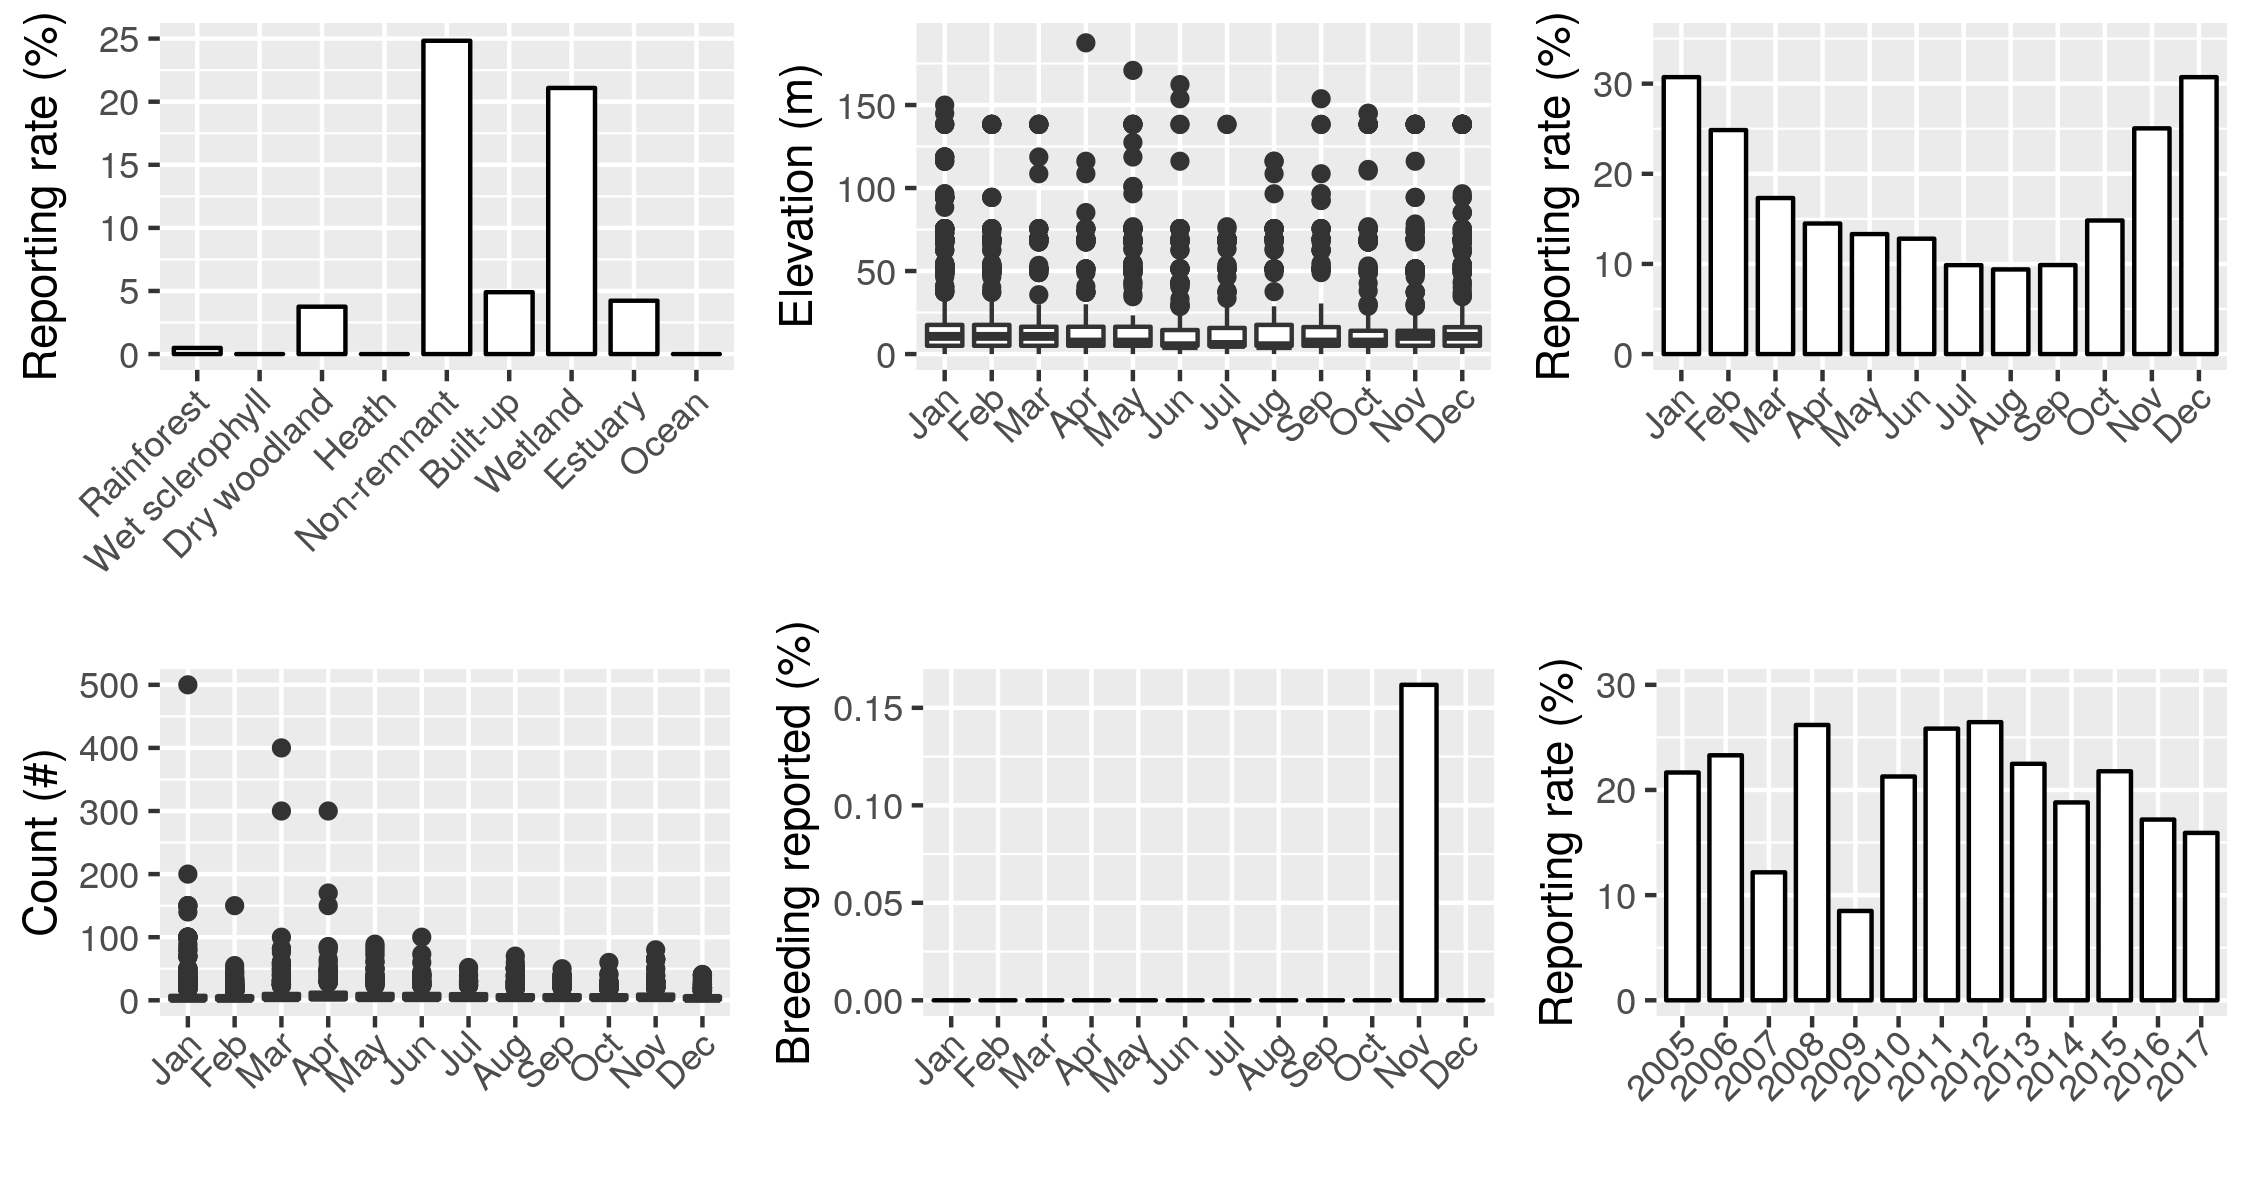 Reporting rate (%)
25
20
15
10
5
0
Rainforest
Wet sclerophyll
Dry woodland
Heath
Non-remnant
Built-up
Wetland
Estuary
Ocean
Elevation (m)
150
100
50
0
Jan
Feb
Mar
Apr
May
Jun
Jul
Aug
Sep
Oct
Nov
Dec
Reporting rate (%)
30
20
10
0
Jan
Feb
Mar
Apr
May
Jun
Jul
Aug
Sep
Oct
Nov
Dec
Count (#)
500
400
300
200
100
0
Jan
Feb
Mar
Apr
May
Jun
Jul
Aug
Sep
Oct
Nov
Dec
Breeding reported (%)
0.15
0.10
0.05
0.00
Jan
Feb
Mar
Apr
May
Jun
Jul
Aug
Sep
Oct
Nov
Dec
Reporting rate (%)
30
20
10
0
2005
2006
2007
2008
2009
2010
2011
2012
2013
2014
2015
2016
2017